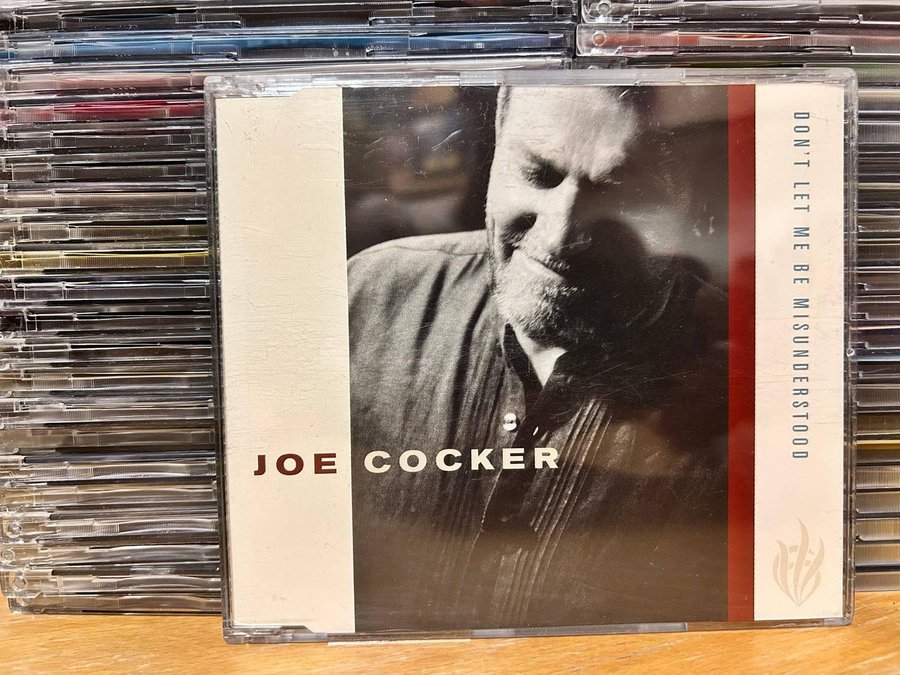 JOE COCKER
DON'T LET ME BE MISUNDERSTOOD